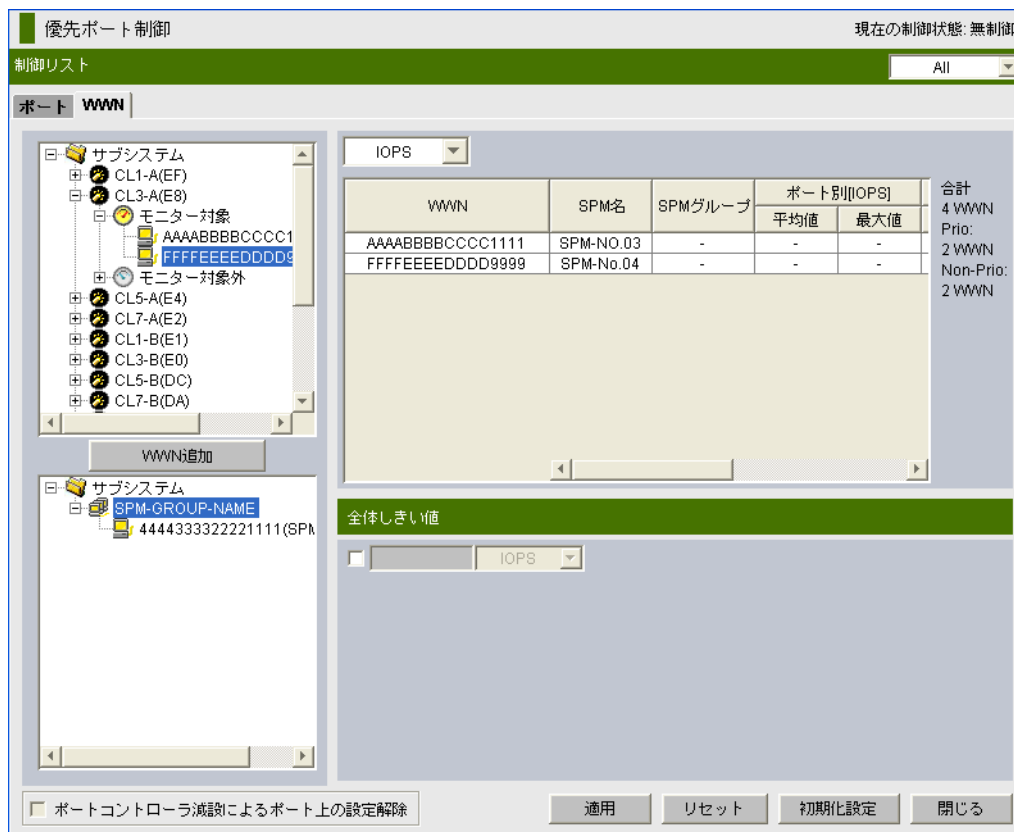 優先ポート制御
現在の制御状態: 無制御
制御リスト
All
ポート
WWN
サブシステム
CL1-A(EF)
CL3-A(E8)
モニター対象
AAAABBBBCCCC1
FFFFEEEEDDDD9
モニター対象外
CL5-A(E4)
CL7-A(E2)
CL1-B(E1)
CL3-B(E0)
CL5-B(DC)
CL7-B(DA)
WWN追加
サブシステム
SPM-GROUP-NAME
4444333322221111(SPM
IOPS
WWN SPM名 SPMグループ ポート別[IOPS]
平均値 最大値
AAAABBBBCCCC1111 SPM-NO.03 - - -
FFFFEEEEDDDD9999 SPM-No.04 - - -
合計
4 WWN
Prio:
2 WWN
Non-Prio:
2 WWN
全体しきい値
IOPS
ポートコントローラ減設によるポート上の設定解除
適用
リセット
初期化設定
閉じる